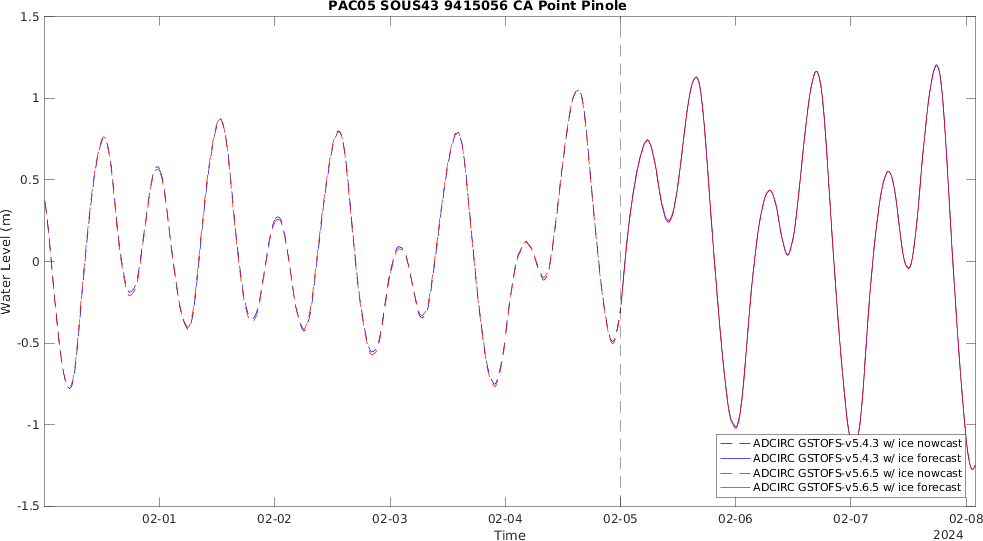 PAC05 SOUS43 9415056 CA Point Pinole
1.5
1
0.5
0
-0.5
-1
-1.5
Water Level (m)
ADCIRC GSTOFS-v5.4.3 w/ ice nowcast
ADCIRC GSTOFS-v5.4.3 w/ ice forecast
ADCIRC GSTOFS-v5.6.5 w/ ice nowcast
ADCIRC GSTOFS-v5.6.5 w/ ice forecast
02-01 02-02 02-03 02-04 02-05 02-06 02-07 02-08
2024
Time